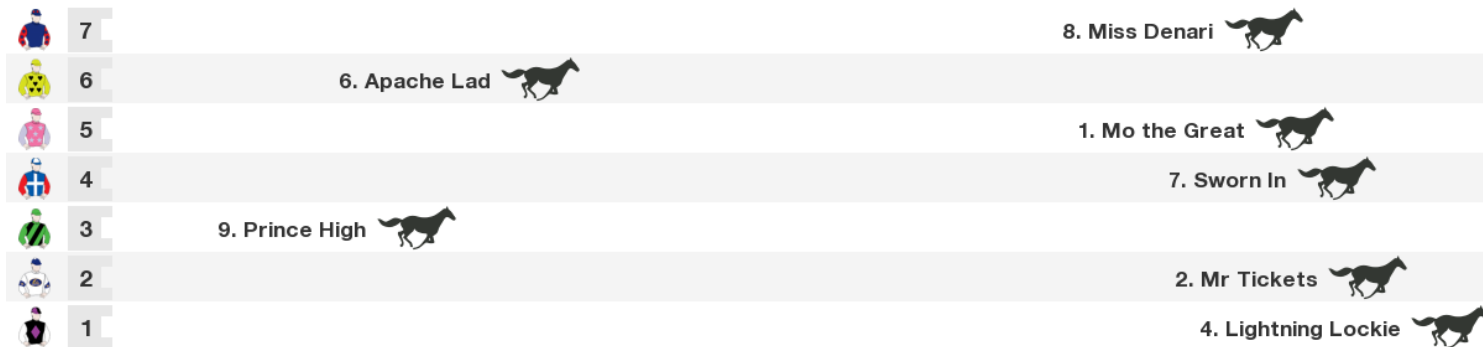 7 8. Miss Denari
6 6. Apache Lad
5 1. Mo the Great
4 7. Sworn In
3 9. Prince High
2 2. Mr Tickets
1 4. Lightning Lockie